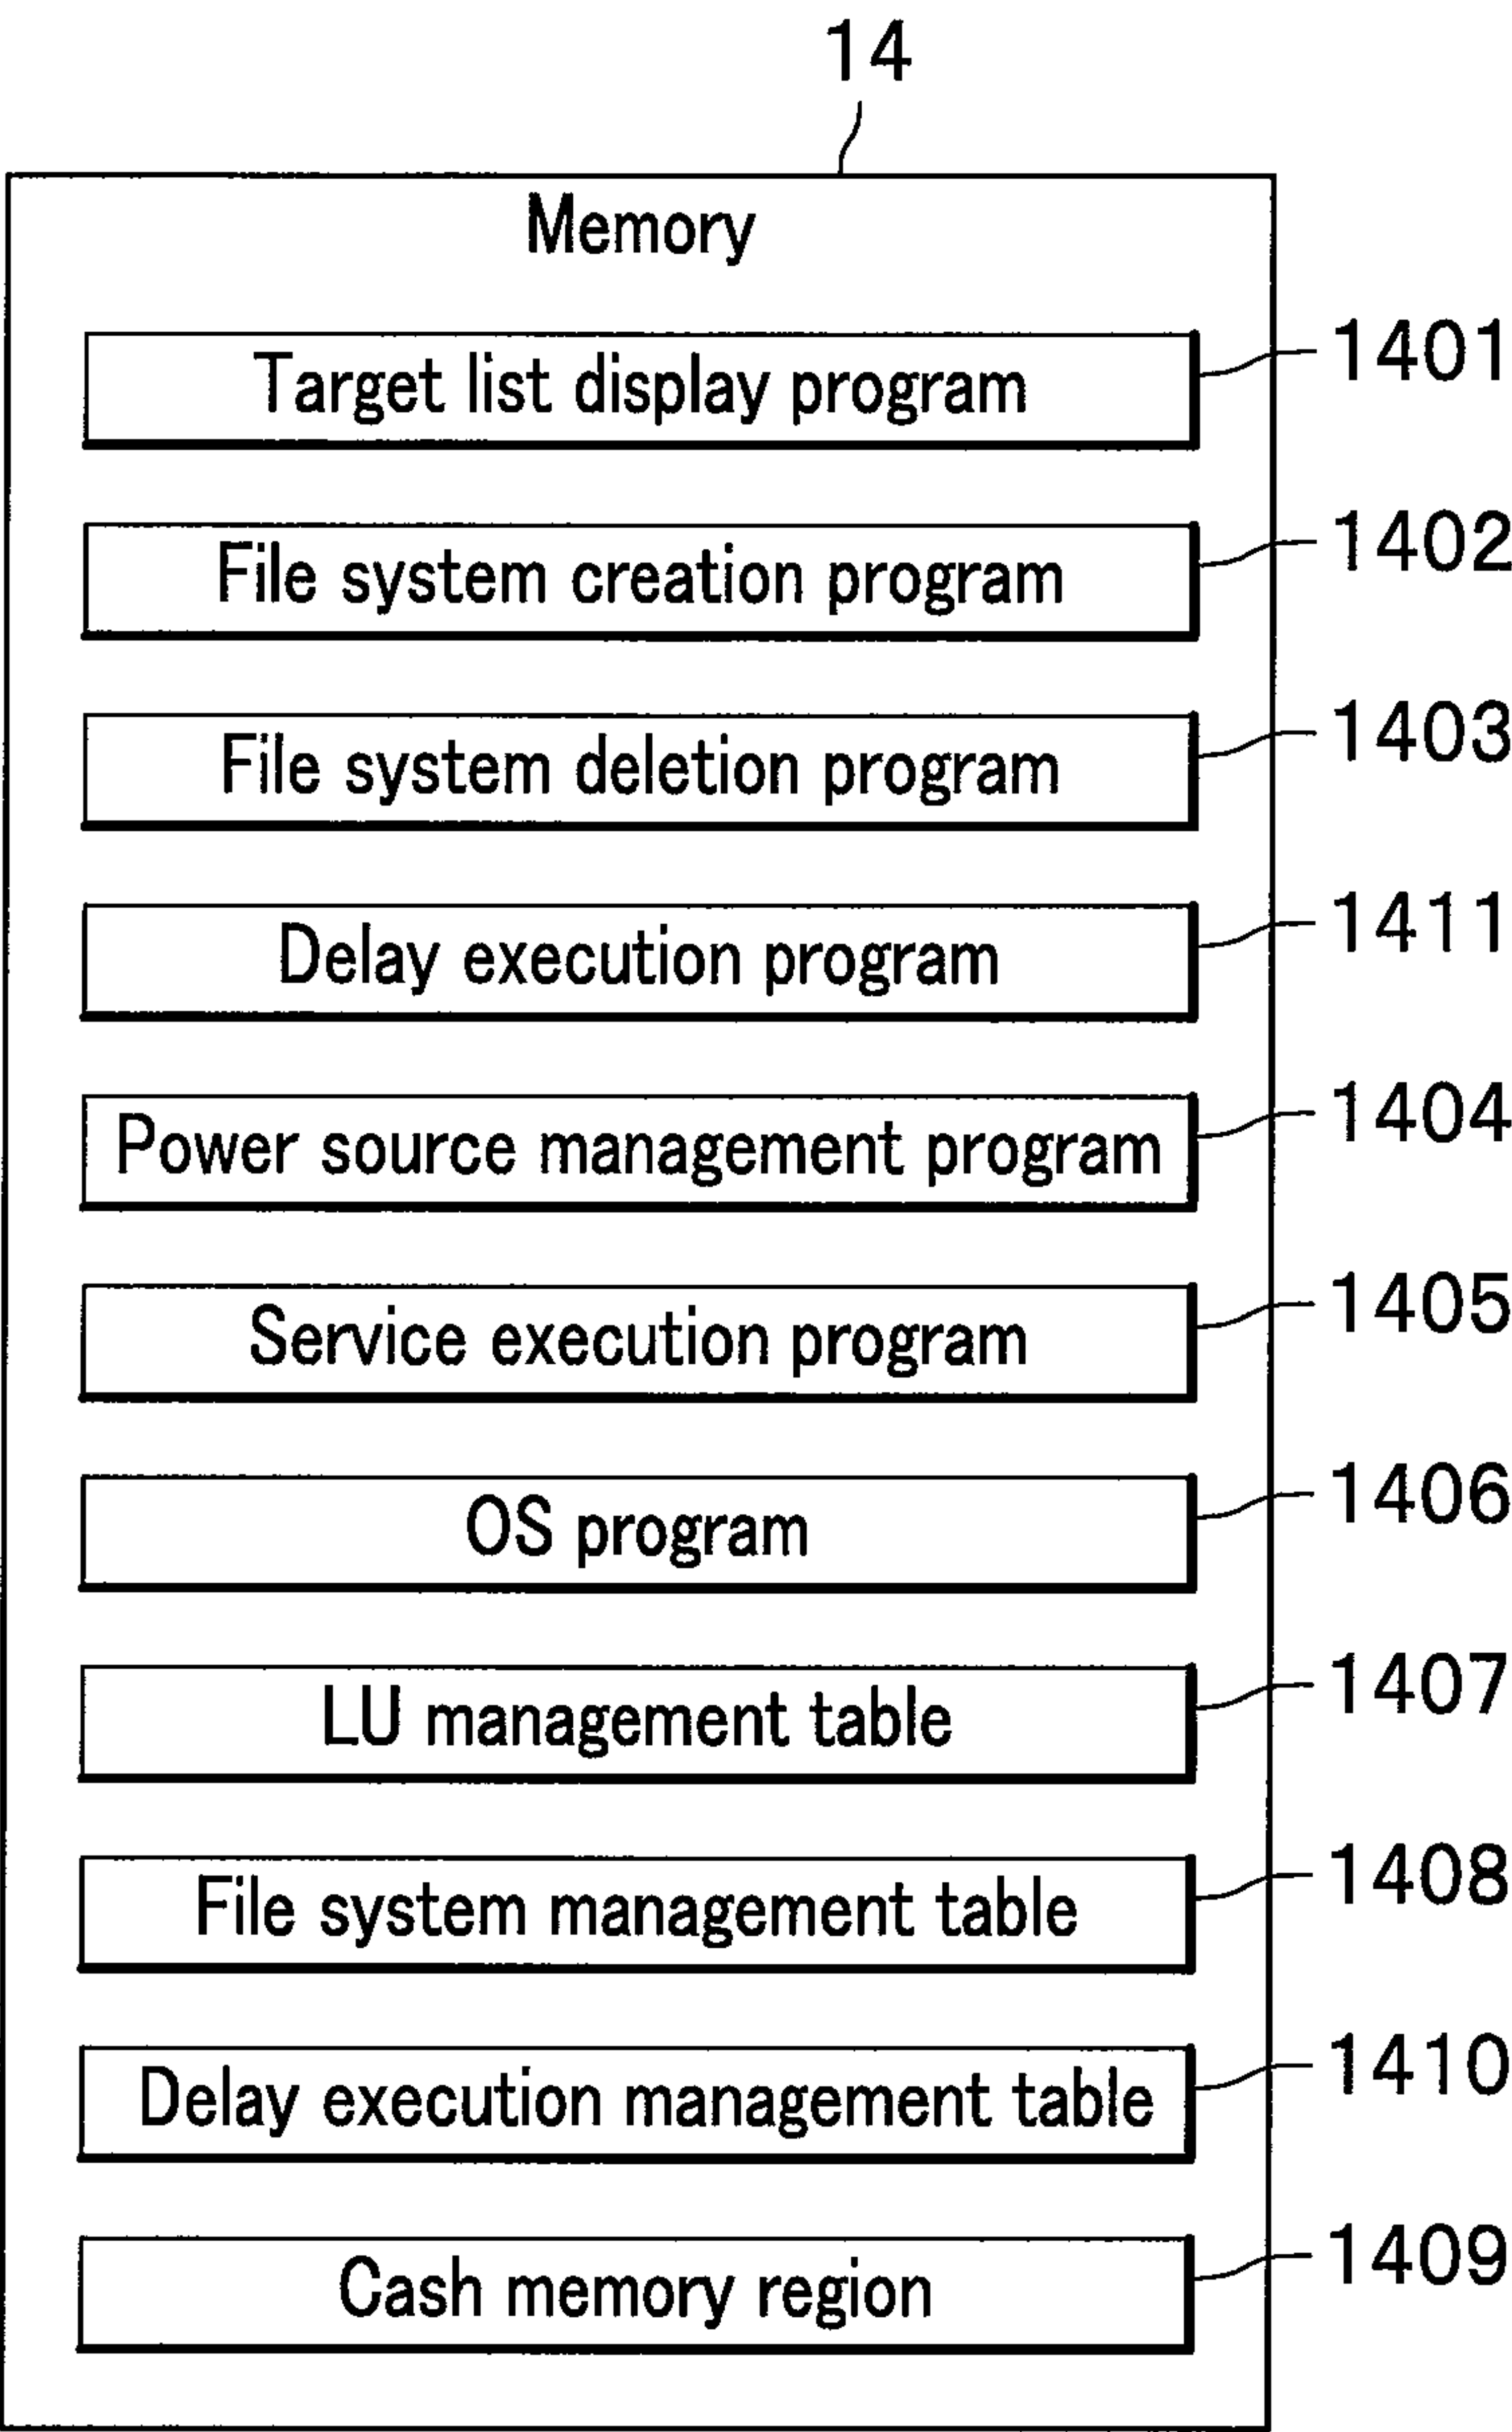 14
Memory
Target list display program 1401
File system creation program 1402
File system deletion program 1403
Delay execution program 1411
Power source management program 1404
Service execution program 1405
OS program 1406
LU management table 1407
File system management table 1408
Delay execution management table 1410
Cash memory region 1409